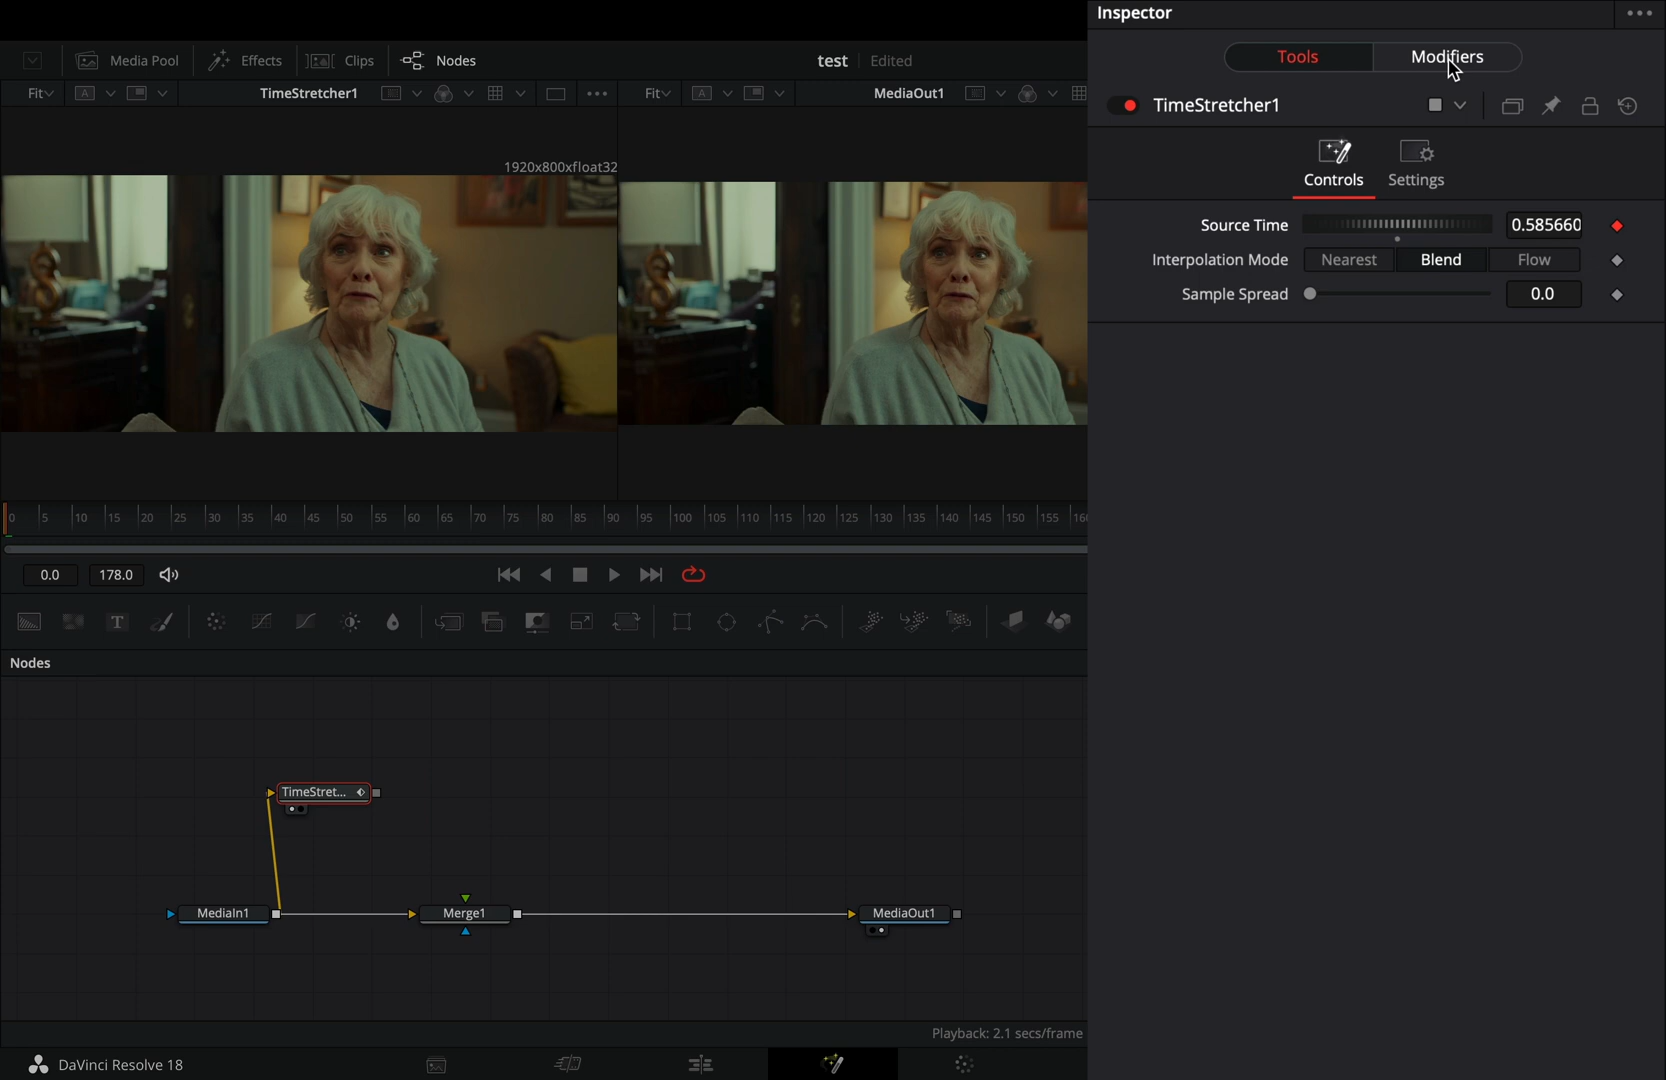 Inspector
Media Pool
Effects
Clips
Nodes
test
Edited
Tools
Modifiers
Fit
A
TimeStretcher1
Fit
A
MediaOut1
TimeStretcher1
1920x800xfloat32
Controls
Settings
Source Time
0.585660
Interpolation Mode
Nearest
Blend
Flow
Sample Spread
0.0
0 5 10 15 20 25 30 35 40 45 50 55 60 65 70 75 80 85 90 95 100 105 110 115 120 125 130 135 140 145 150 155 16
0.0
178.0
T
Nodes
TimeStret...
MediaIn1
Merge1
MediaOut1
Playback: 2.1 secs/frame
DaVinci Resolve 18